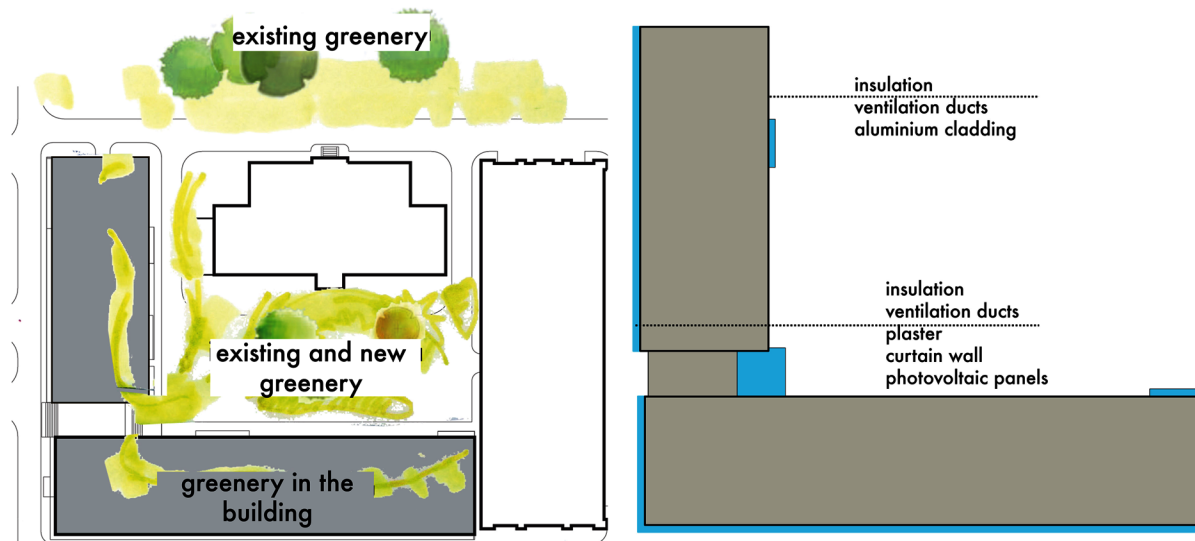 existing greenery
existing and new
greenery
greenery in the
building
insulation
ventilation ducts
aluminium cladding
insulation
ventilation ducts
plaster
curtain wall
photovoltaic panels